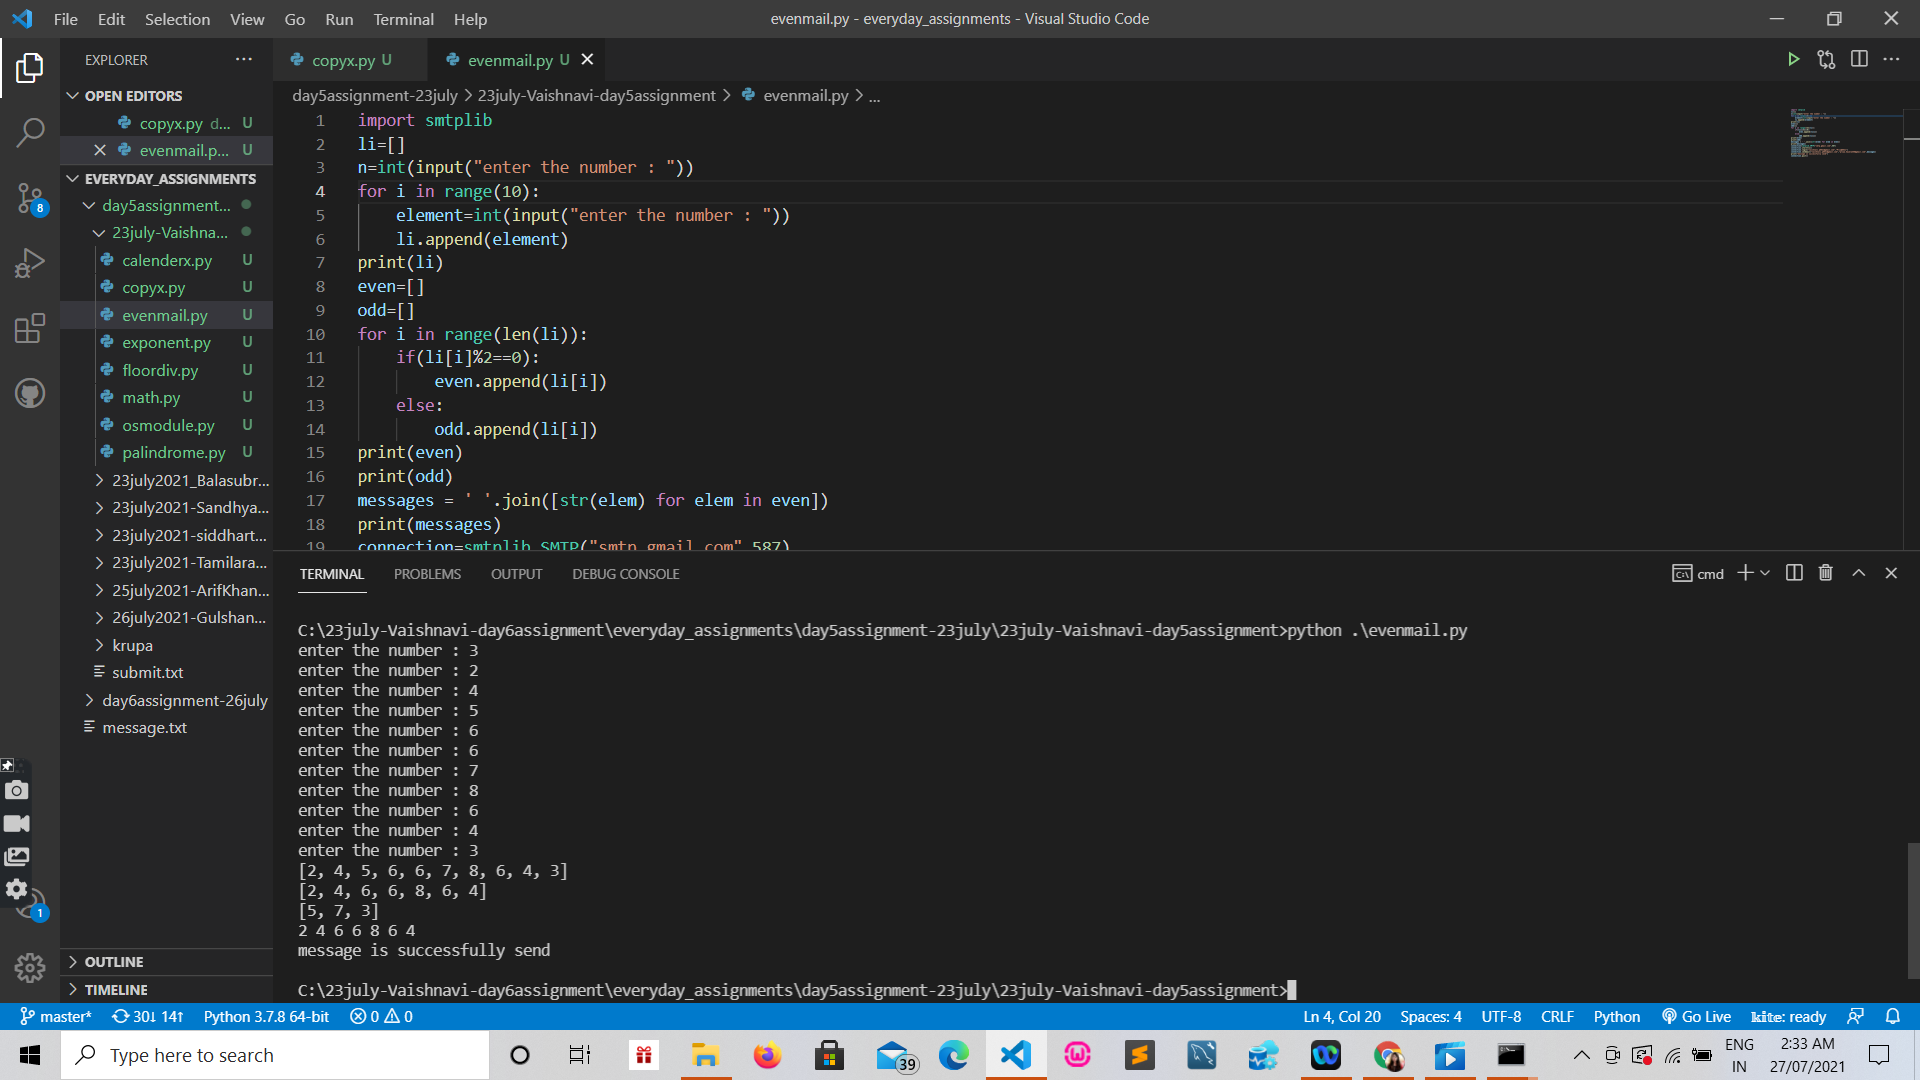 File Edit Selection View Go Run Terminal Help
evenmail.py - everyday_assignments - Visual Studio Code
EXPLORER
OPEN EDITORS
copyx.py d... U
evenmail.p... U
EVERYDAY_ASSIGNMENTS
day5assignment...
23july-Vaishna...
calenderx.py U
copyx.py U
evenmail.py U
exponent.py U
floordiv.py U
math.py U
osmodule.py U
palindrome.py U
23july2021_Balasubr...
23july2021-Sandhya...
23july2021-siddhart...
23july2021-Tamilara...
25july2021-ArifKhan...
26july2021-Gulshan...
krupa
submit.txt
day6assignment-26july
message.txt
OUTLINE
TIMELINE
8
1
copyx.py U
evenmail.py U
day5assignment-23july > 23july-Vaishnavi-day5assignment > evenmail.py > ...
1 import smtplib
2 li=[]
3 n=int(input("enter the number : "))
4 for i in range(10):
5 element=int(input("enter the number : "))
6 li.append(element)
7 print(li)
8 even=[]
9 odd=[]
10 for i in range(len(li)):
11 if(li[i]%2==0):
12 even.append(li[i])
13 else:
14 odd.append(li[i])
15 print(even)
16 print(odd)
17 messages = ' '.join([str(elem) for elem in even])
18 print(messages)
19 connection=smtplib.SMTP("smtp.gmail.com",587)
TERMINAL PROBLEMS OUTPUT DEBUG CONSOLE
cmd
C:\23july-Vaishnavi-day6assignment\everyday_assignments\day5assignment-23july\23july-Vaishnavi-day5assignment>python .\evenmail.py
enter the number : 3
enter the number : 2
enter the number : 4
enter the number : 5
enter the number : 6
enter the number : 6
enter the number : 7
enter the number : 8
enter the number : 6
enter the number : 4
enter the number : 3
[2, 4, 5, 6, 6, 7, 8, 6, 4, 3]
[2, 4, 6, 6, 8, 6, 4]
[5, 7, 3]
2 4 6 6 8 6 4
message is successfully send
C:\23july-Vaishnavi-day6assignment\everyday_assignments\day5assignment-23july\23july-Vaishnavi-day5assignment>
master* 30↓ 14↑ Python 3.7.8 64-bit 0 0
Ln 4, Col 20 Spaces: 4 UTF-8 CRLF Python Go Live kite: ready
Type here to search
39
ENG
IN
2:33 AM
27/07/2021